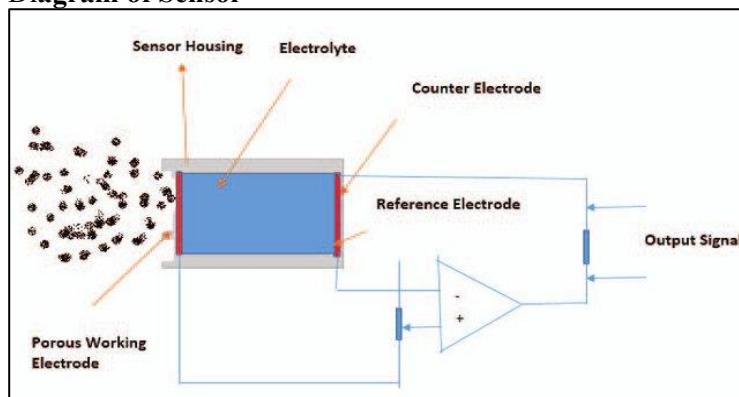 Diagram of Sensor
Sensor Housing
Electrolyte
Counter Electrode
Reference Electrode
Output Signal
-
+
Porous Working
Electrode